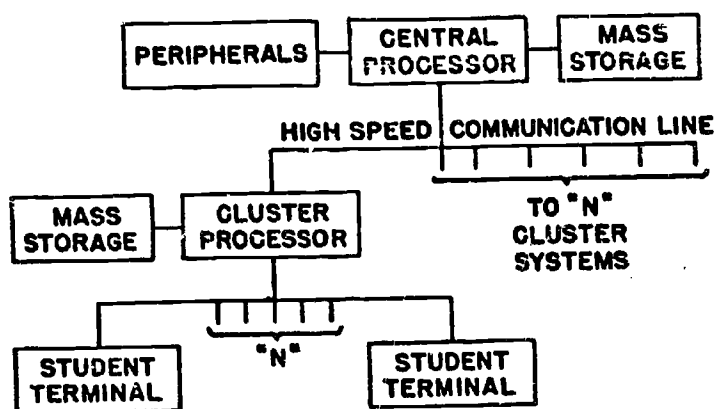 PERIPHERALS
CENTRAL
PROCESSOR
MASS
STORAGE
HIGH SPEED COMMUNICATION LINE
MASS
STORAGE
CLUSTER
PROCESSOR
TO "N"
CLUSTER
SYSTEMS
"N"
STUDENT
TERMINAL
STUDENT
TERMINAL